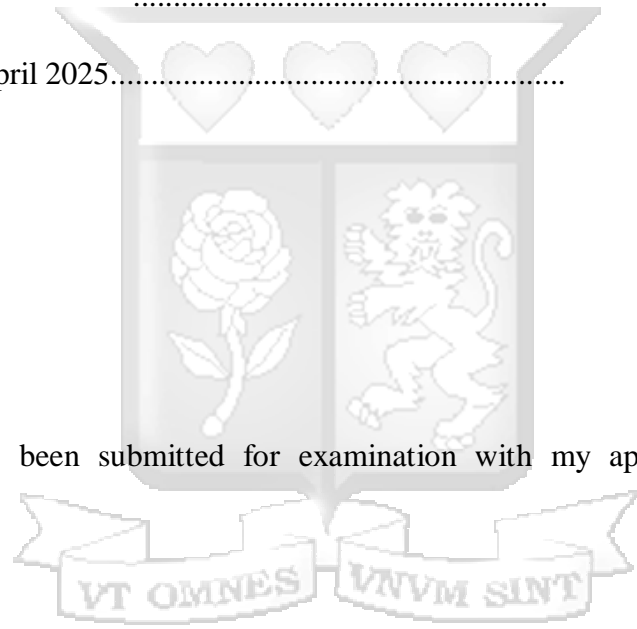 ....................................................
pril 2025.........................................................
been submitted for examination with my ap
VT OMNES VNVM SINT